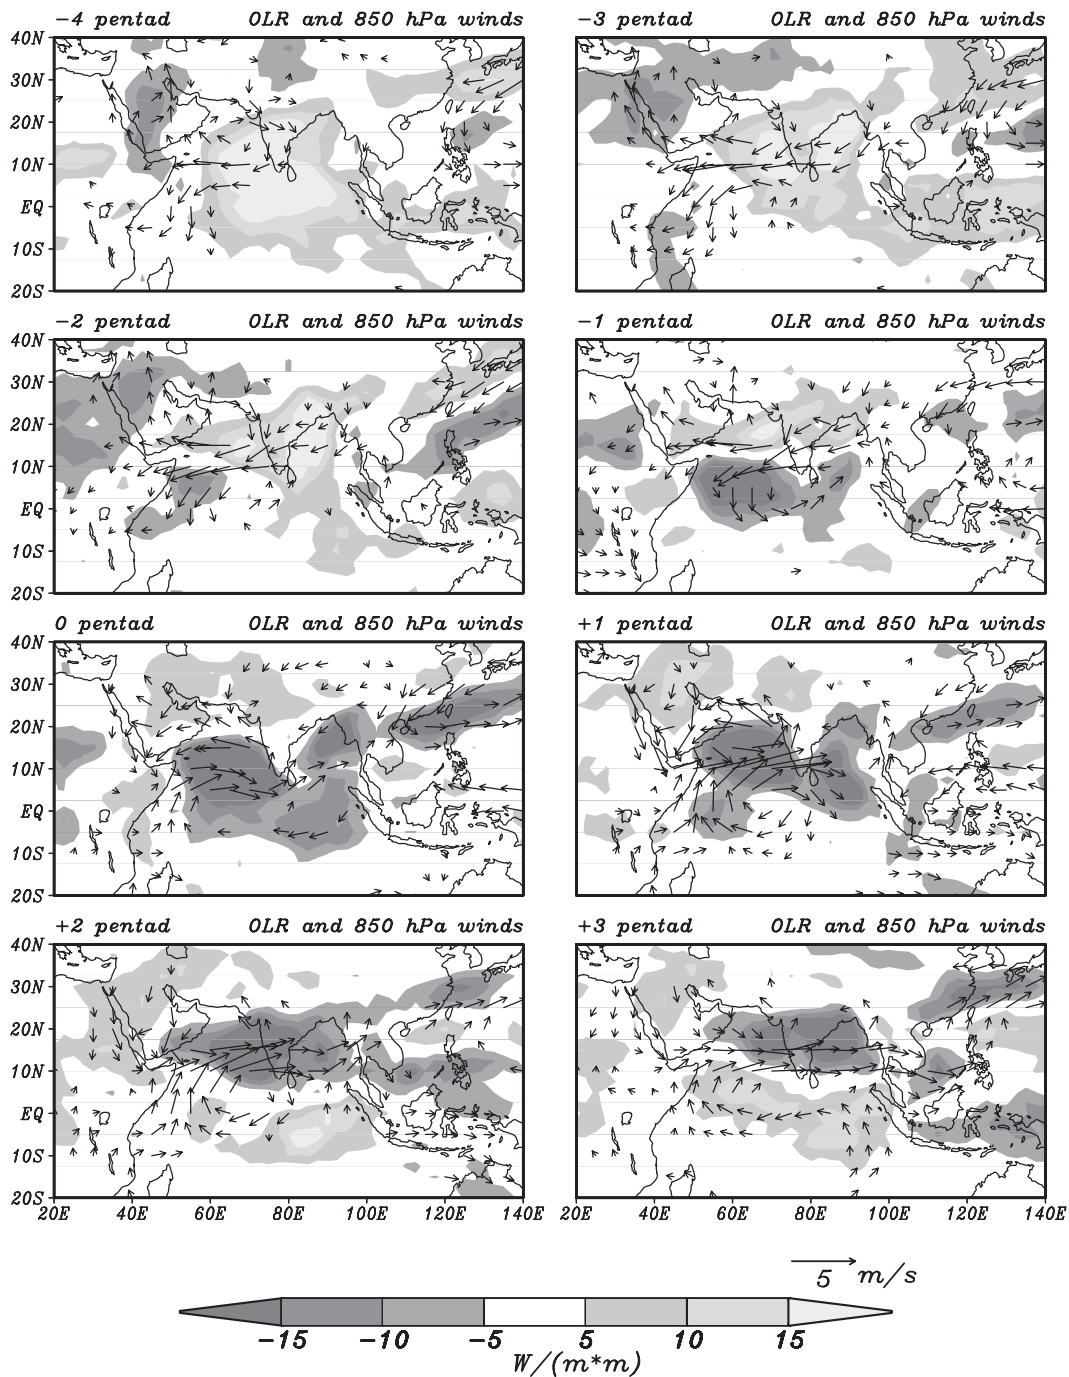 -4 pentad OLR and 850 hPa winds -3 pentad OLR and 850 hPa winds
40N
30N
20N
10N
EQ
10S
20S
-2 pentad OLR and 850 hPa winds -1 pentad OLR and 850 hPa winds
40N
30N
20N
10N
EQ
10S
20S
0 pentad OLR and 850 hPa winds +1 pentad OLR and 850 hPa winds
40N
30N
20N
10N
EQ
10S
20S
+2 pentad OLR and 850 hPa winds +3 pentad OLR and 850 hPa winds
40N
30N
20N
10N
EQ
10S
20S
20E 40E 60E 80E 100E 120E 140E 20E 40E 60E 80E 100E 120E 140E
5 m/s
-15 -10 -5 5 10 15
W/(m*m)